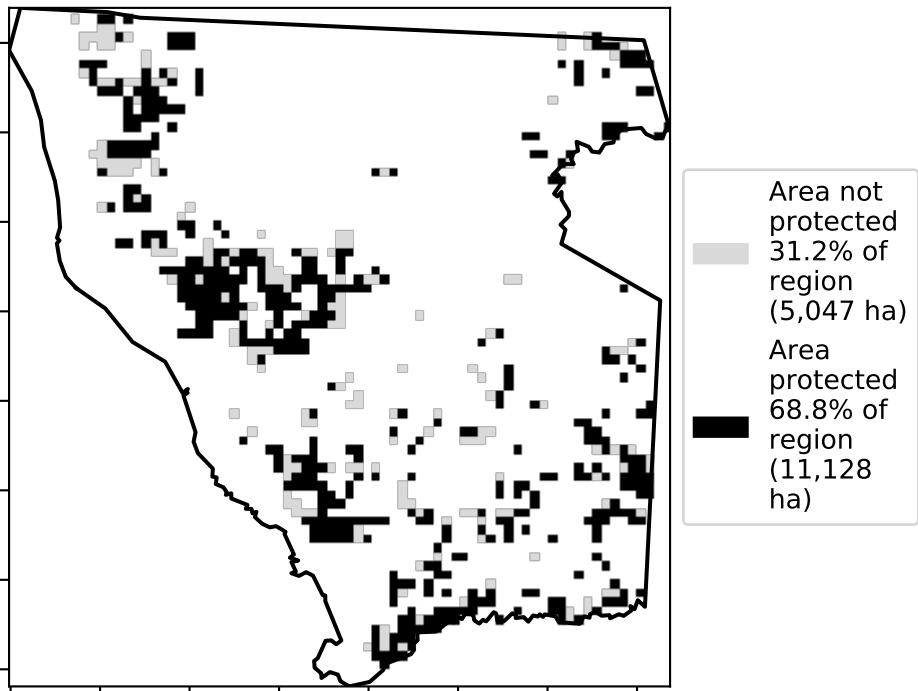 Area not
protected
31.2% of
region
(5,047 ha)
Area
protected
68.8% of
region
(11,128
ha)